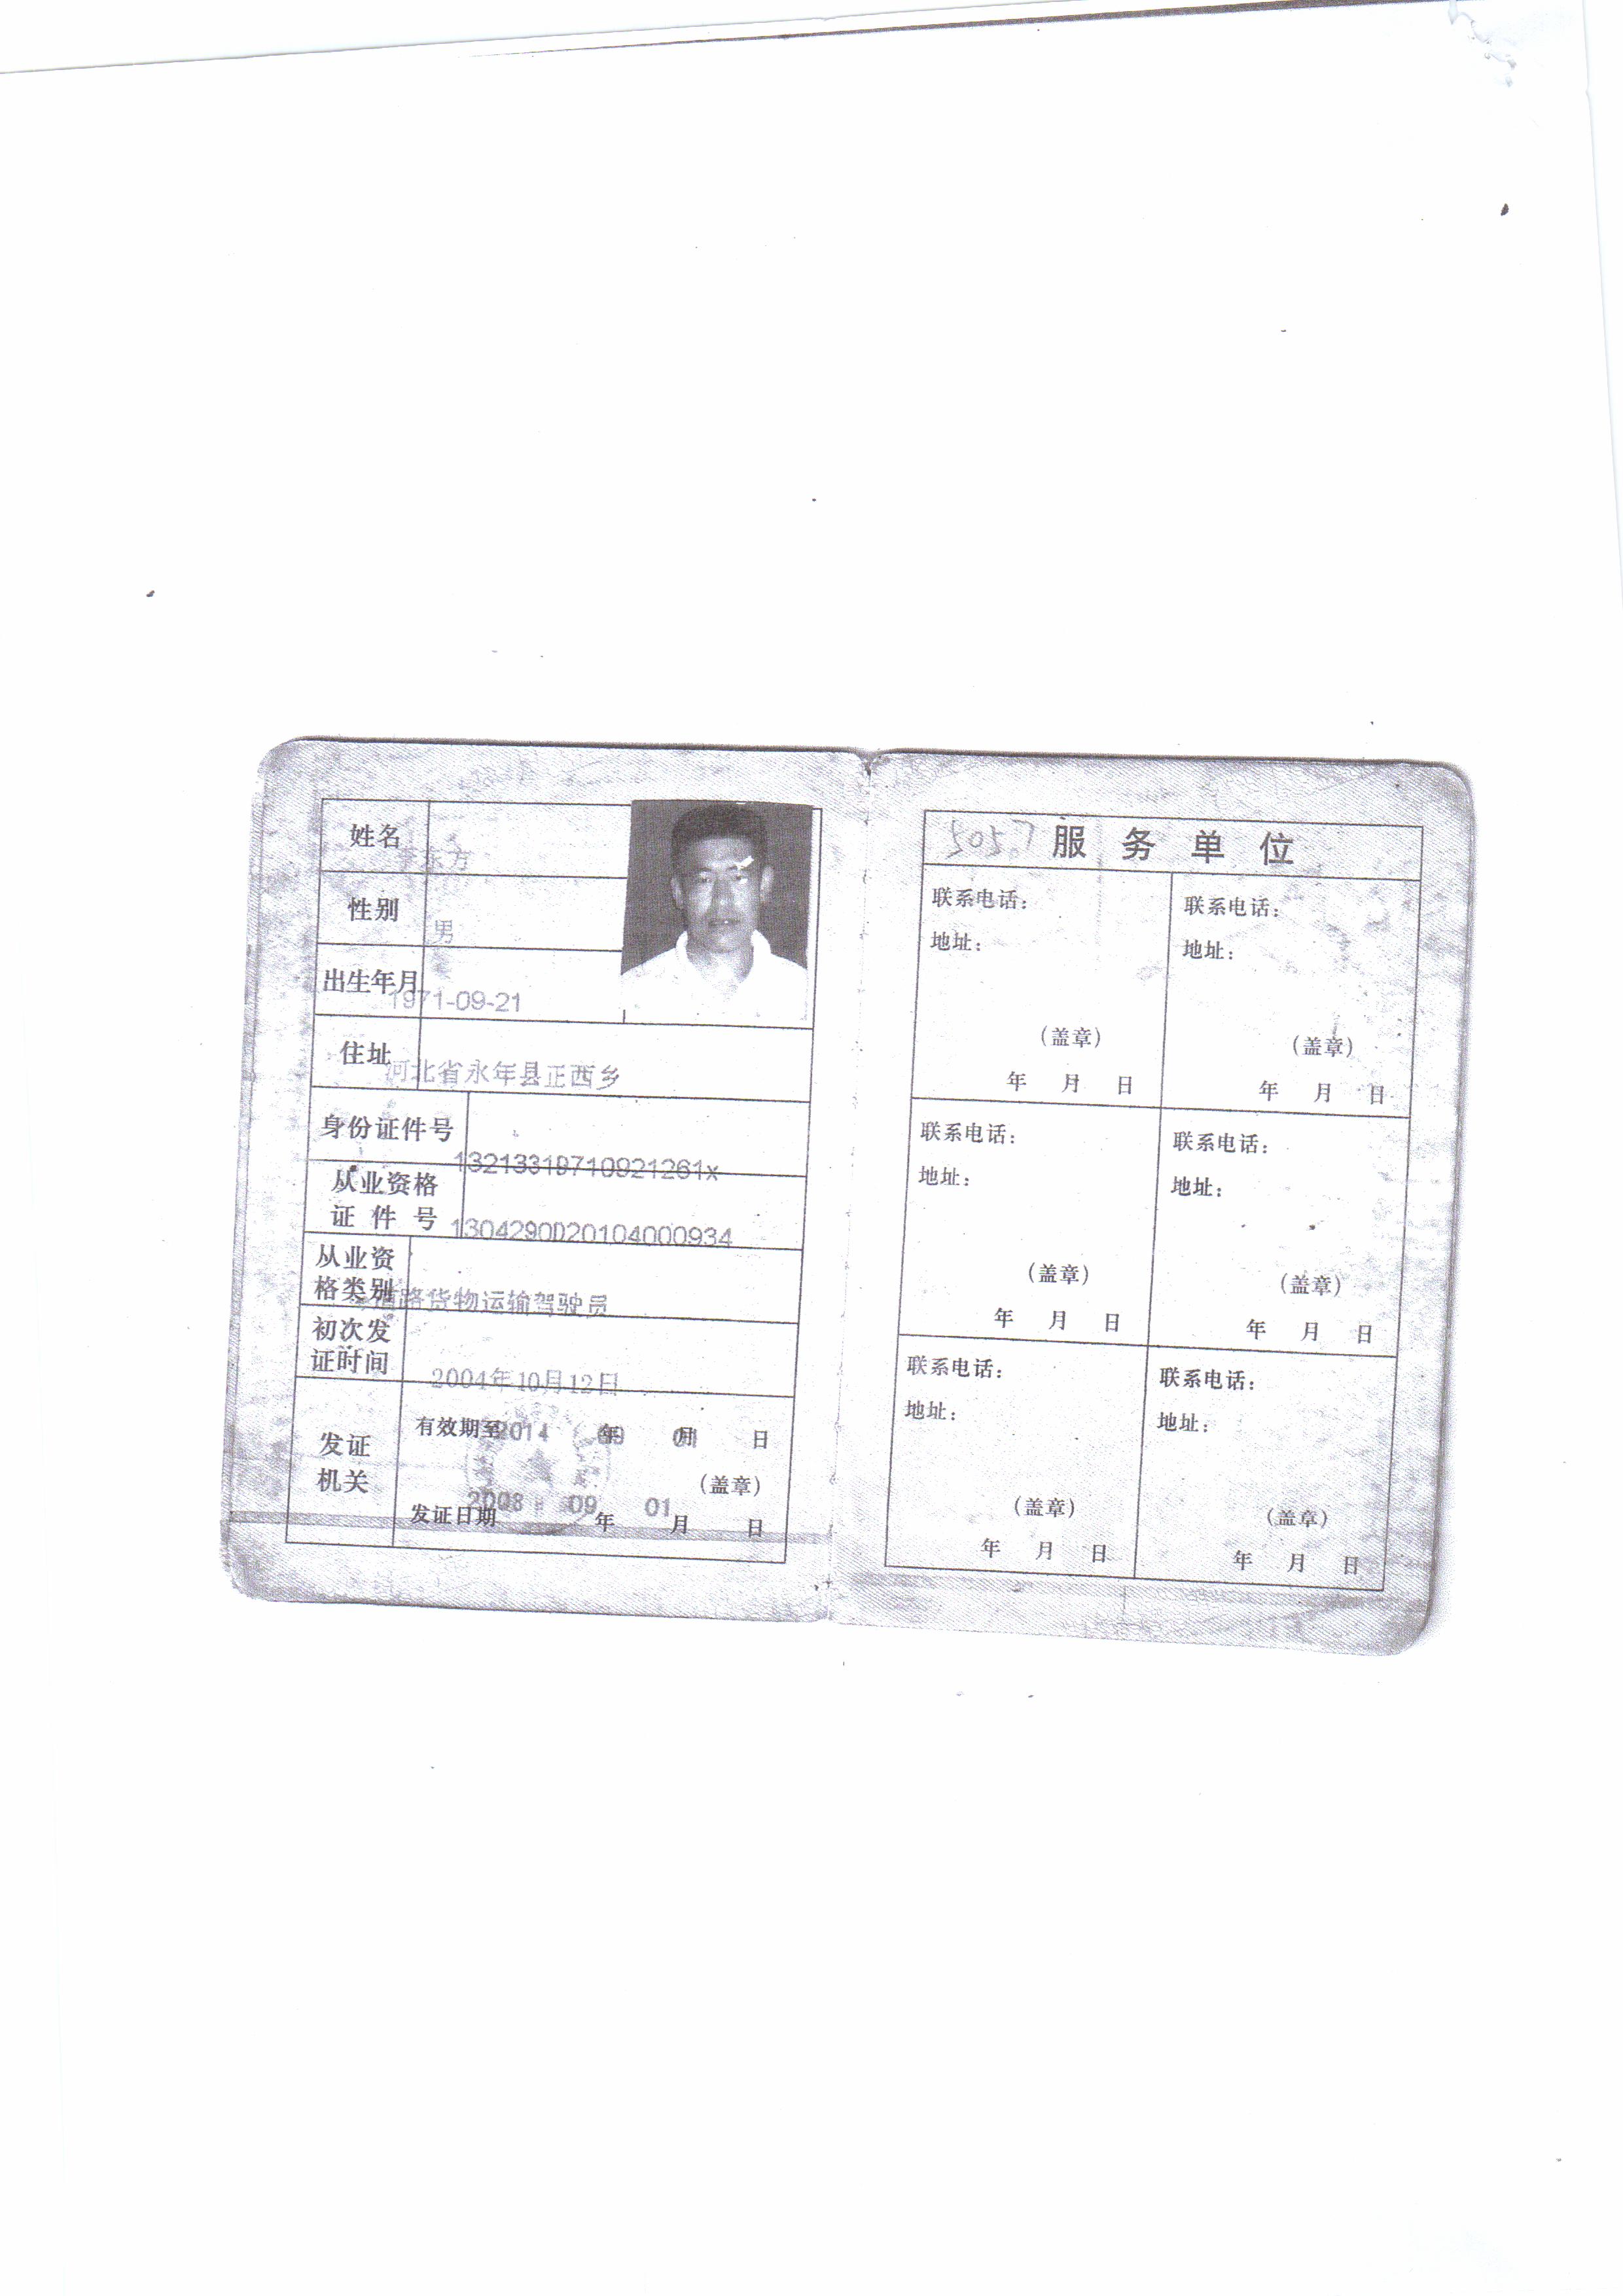 姓名
东方
性别
男
出生年月
1971-09-21
住址
河北省永年县正西乡
身份证件号
13213319710921261x
从业资格
证件号
1304290020104000934
从业资
格类别
道路货物运输驾驶员
初次发
证时间
2004年10月12日
发证
机关
有效期至2014年09月01日
(盖章)
2008 09 01
发证日期 年 月 日
5057 服务单位
联系电话:
地址:
(盖章)
年 月 日
联系电话:
地址:
(盖章)
年 月 日
联系电话:
地址:
(盖章)
年 月 日
联系电话:
地址:
(盖章)
年 月 日
联系电话:
地址:
(盖章)
年 月 日
联系电话:
地址:
(盖章)
年 月 日